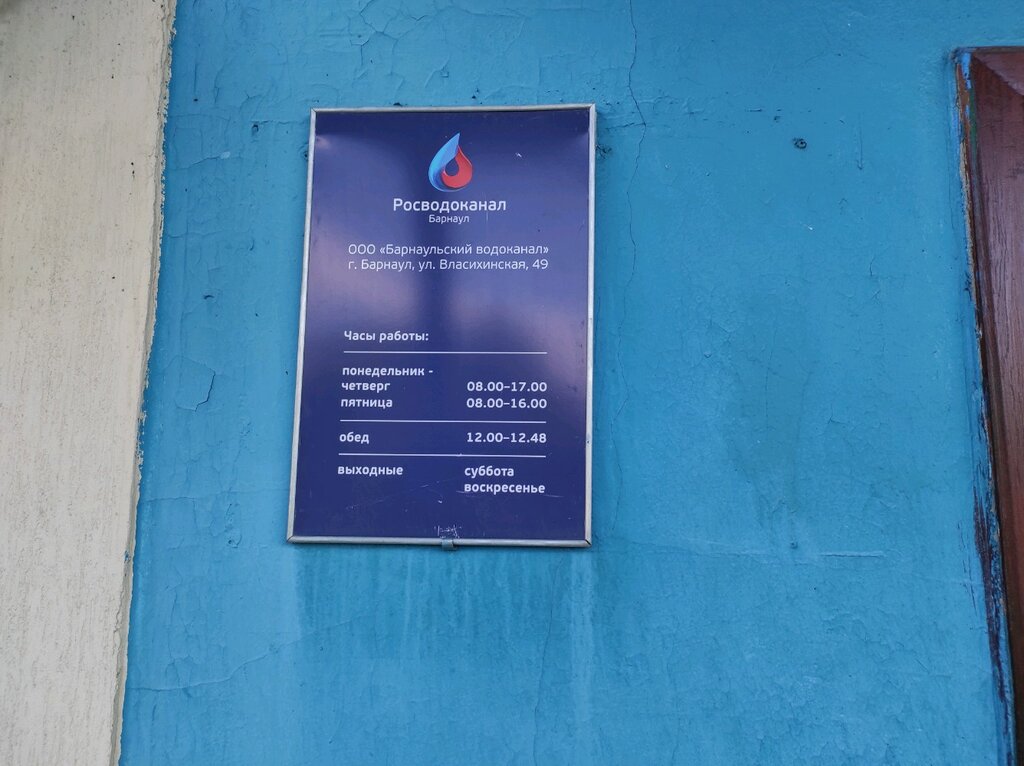 Росводоканал
Барнаул
ООО «Барнаульский водоканал»
г. Барнаул, ул. Власихинская, 49
Часы работы:
понедельник -
четверг 08.00-17.00
пятница 08.00-16.00
обед 12.00-12.48
выходные суббота
воскресенье